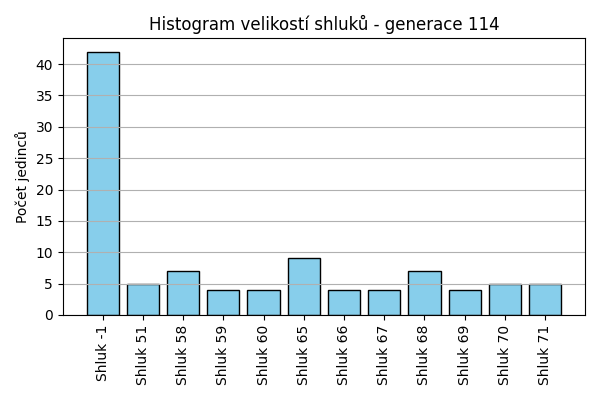 Histogram velikostí shluků - generace 114
Počet jedinců
40
35
30
25
20
15
10
5
0
Shluk -1
Shluk 51
Shluk 58
Shluk 59
Shluk 60
Shluk 65
Shluk 66
Shluk 67
Shluk 68
Shluk 69
Shluk 70
Shluk 71